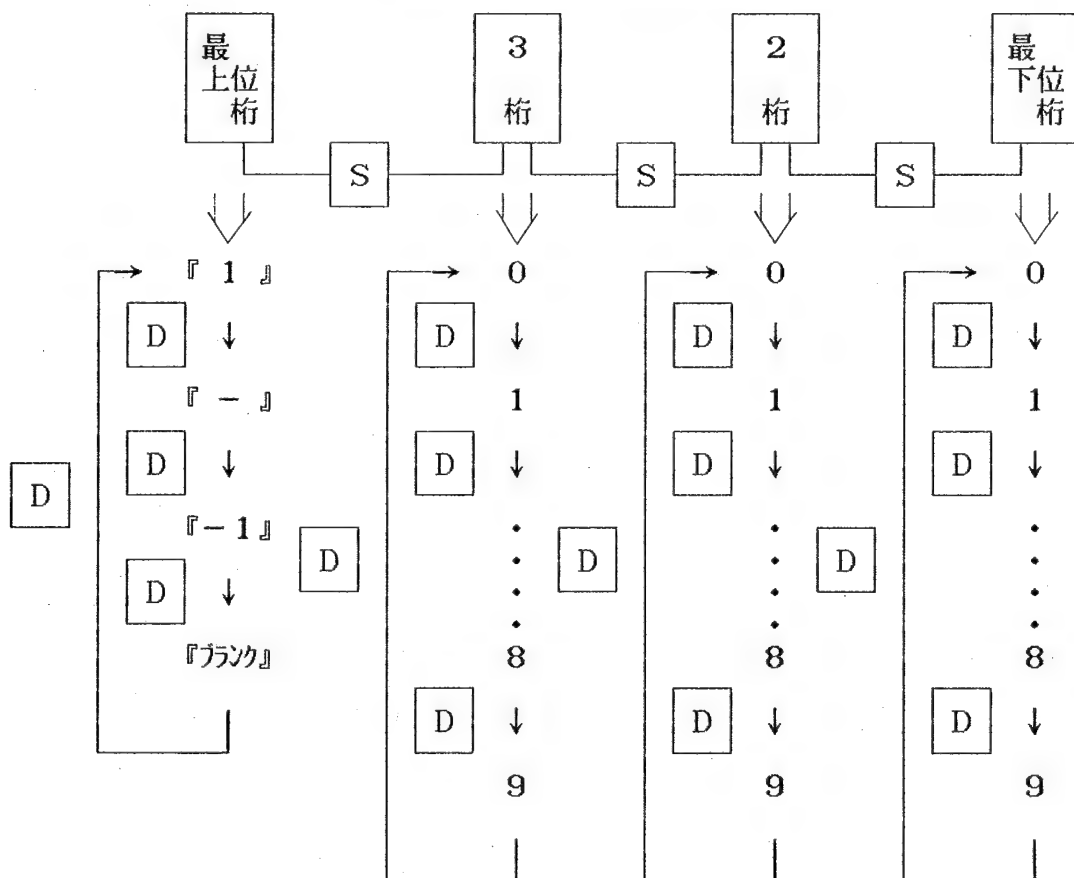 最上位桁 3桁 2桁 最下位桁
S S S
『 1 』 0 0 0
D D D D
『 － 』 1 1 1
D D D D D
『－1』 ・ ・ ・
D D D D
・ ・ ・
・ ・ ・
・ ・ ・
『ブランク』 8 8 8
D D D
9 9 9